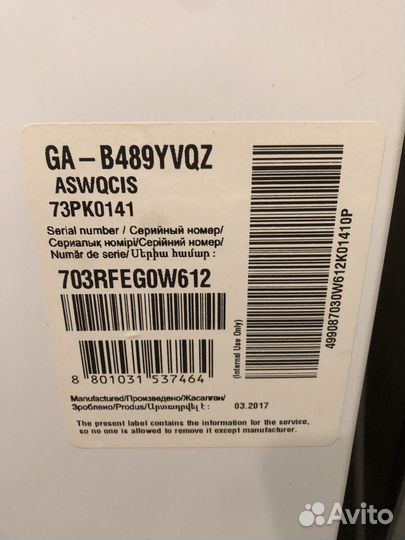 GA-B489YVQZ
ASWQCIS
73PK0141
Serial number / Серийный номер/
Сериалық номірі/Серійний номер/
Număr de serie/ Սերիա համար :
703RFEG0W612
8 801031 537464
(Internal Use Only)
499087030W612K01410P
Manufactured/Произведено/Жасалған/
Зроблено/Produs/Արտադրվել է :
03.2017
The present label contains the information for the service,
so no one is allowed to remove it except manufacturer.
Avito